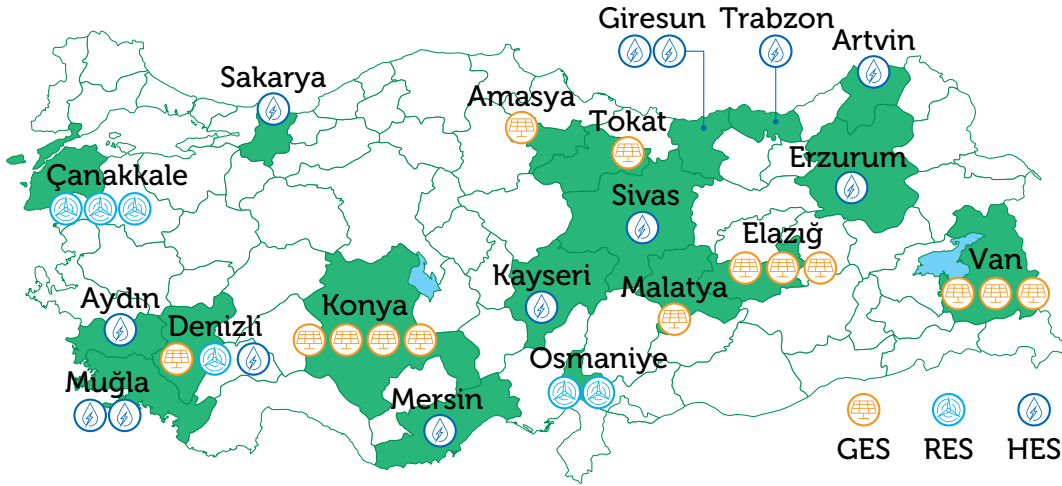 Giresun
Trabzon
Artvin
Sakarya
Amasya
Tokat
Erzurum
Çanakkale
Sivas
Elazığ
Van
Kayseri
Malatya
Konya
Aydın
Denizli
Osmaniye
Muğla
Mersin
GES
RES
HES